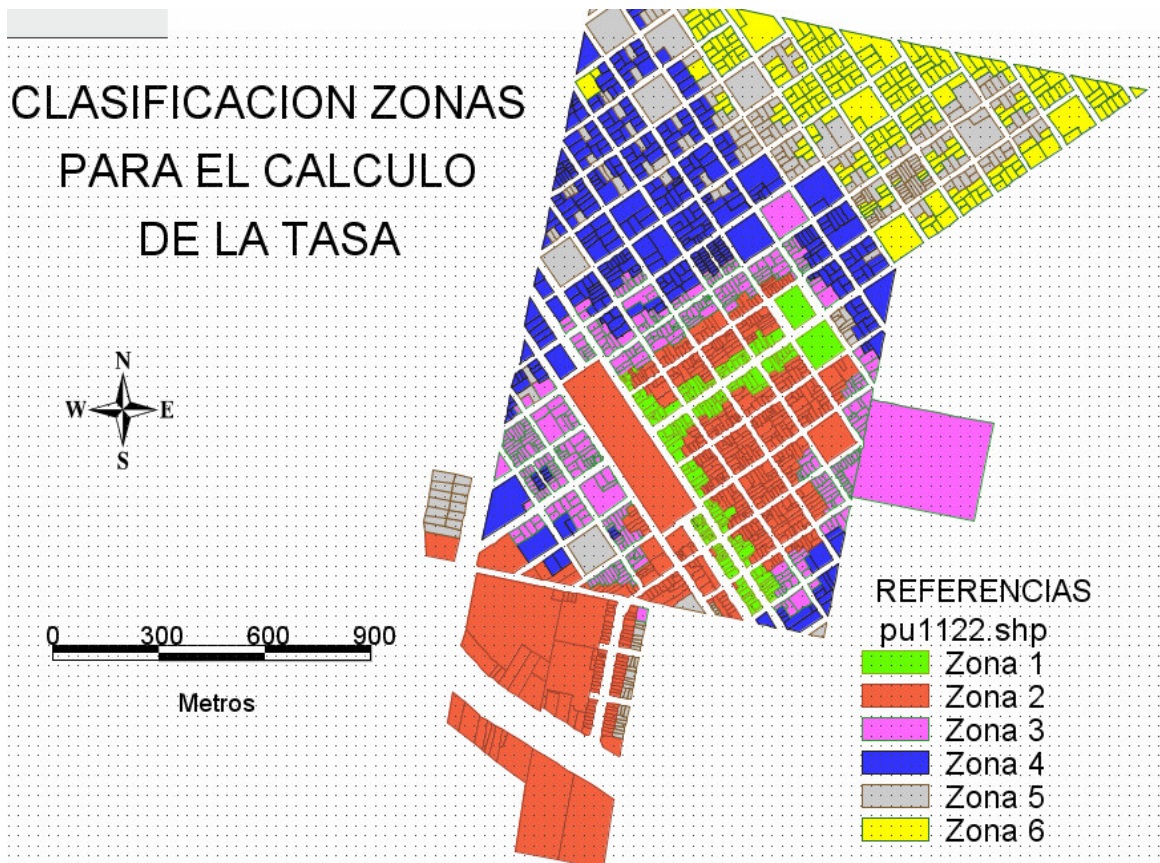 CLASIFICACION ZONAS
PARA EL CALCULO
DE LA TASA
N
W E
S
0 300 600 900
Metros
REFERENCIAS
pu1122.shp
Zona 1
Zona 2
Zona 3
Zona 4
Zona 5
Zona 6